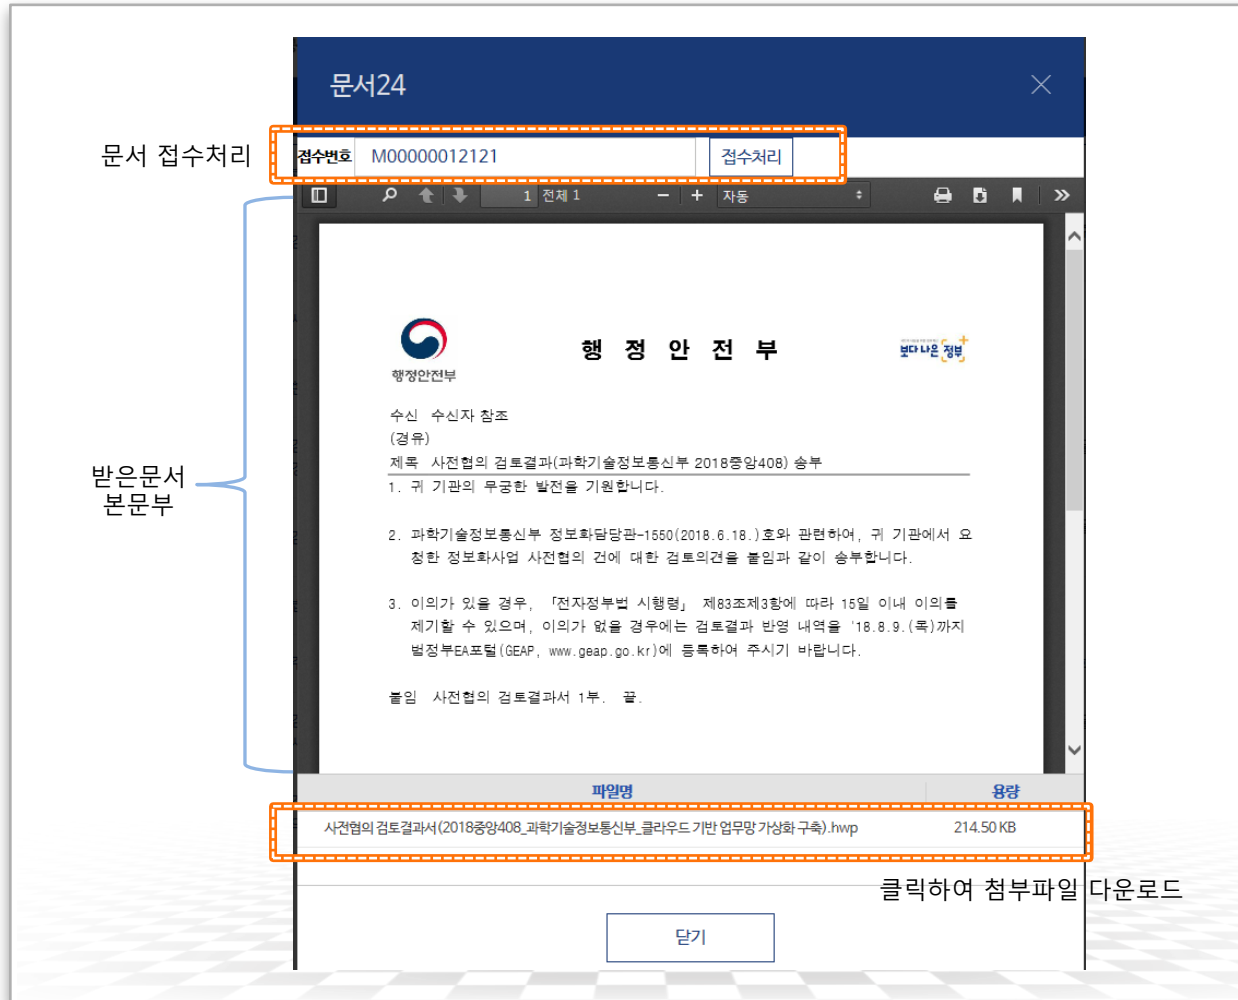 문서24
문서 접수처리
접수번호 M00000012121 접수처리
1 전체 1 자동
행정안전부
행 정 안 전 부
보다나은 정부
수신 수신자 참조
(경유)
제목 사전협의 검토결과(과학기술정보통신부 2018중앙408) 송부
1. 귀 기관의 무궁한 발전을 기원합니다.
받은문서
본문부
2. 과학기술정보통신부 정보화담당관-1550(2018.6.18.)호와 관련하여, 귀 기관에서 요
청한 정보화사업 사전협의 건에 대한 검토의견을 붙임과 같이 송부합니다.
3. 이의가 있을 경우, 「전자정부법 시행령」 제83조제3항에 따라 15일 이내 이의를
제기할 수 있으며, 이의가 없을 경우에는 검토결과 반영 내역을 '18.8.9.(목)까지
범정부EA포털(GEAP, www.geap.go.kr)에 등록하여 주시기 바랍니다.
붙임 사전협의 검토결과서 1부. 끝.
파일명 용량
사전협의 검토결과서(2018중앙408_과학기술정보통신부_클라우드 기반 업무망 가상화 구축).hwp 214.50 KB
클릭하여 첨부파일 다운로드
닫기